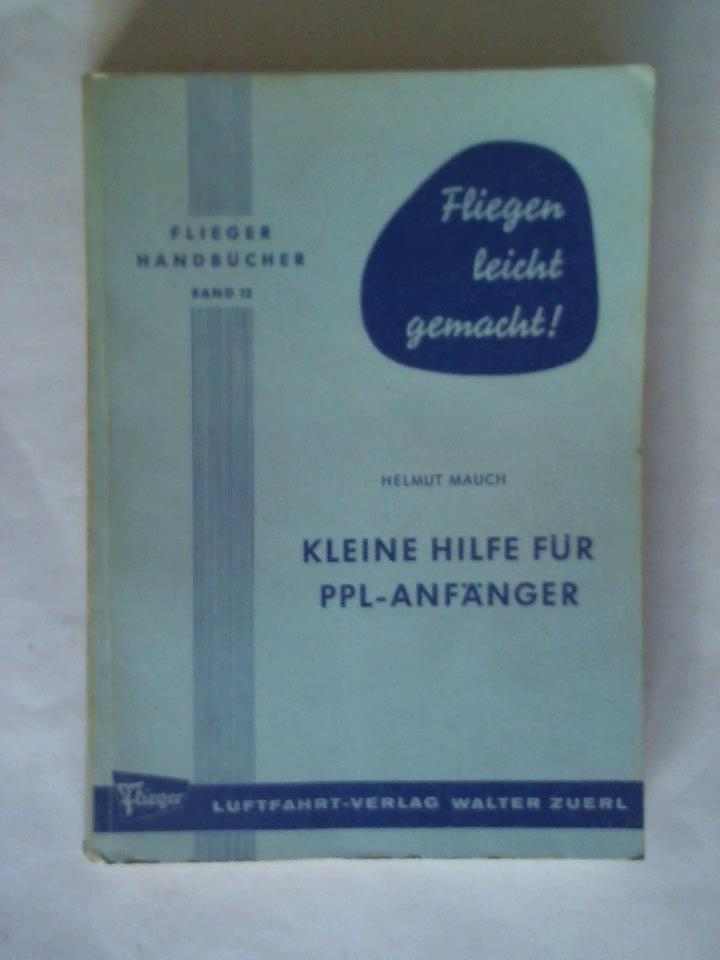 FLIEGER
HANDBÜCHER
BAND 12
Fliegen
leicht
gemacht!
HELMUT MAUCH
KLEINE HILFE FÜR
PPL-ANFÄNGER
Flieger
LUFTFAHRT-VERLAG WALTER ZUERL